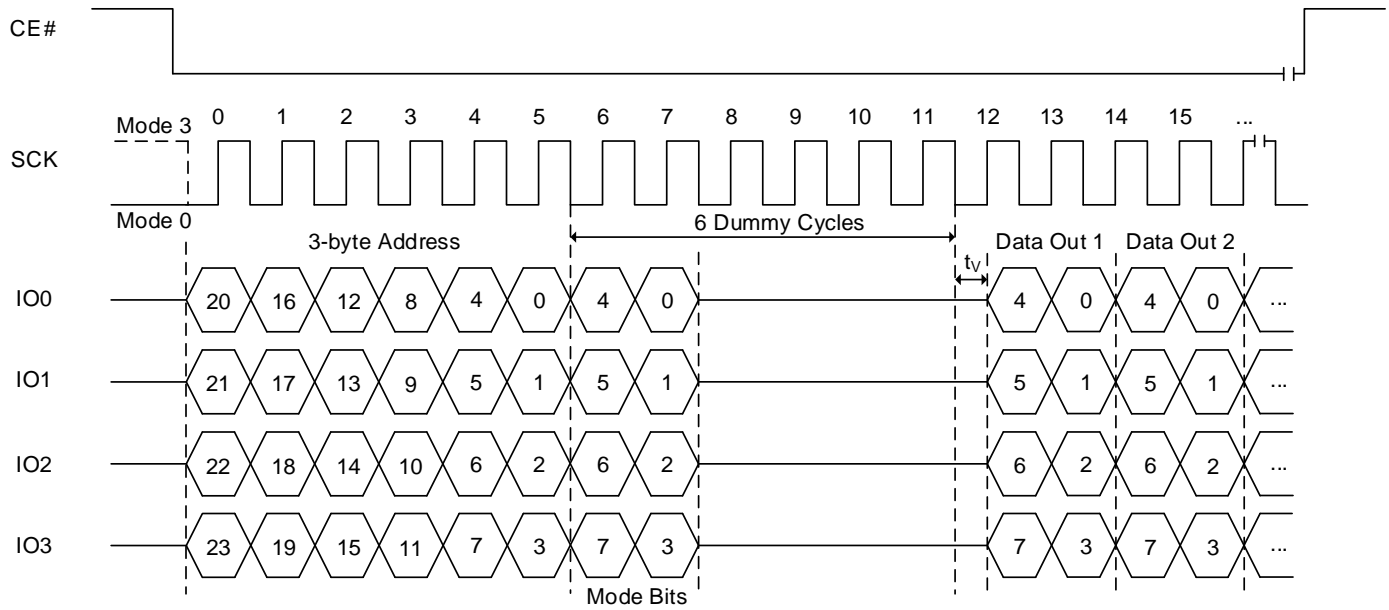 CE#
0 1 2 3 4 5 6 7 8 9 10 11 12 13 14 15 ...
Mode 3
SCK
Mode 0
6 Dummy Cycles
3-byte Address
Data Out 1 Data Out 2
tV
IO0 20 16 12 8 4 0 4 0 4 0 4 0 ...
IO1 21 17 13 9 5 1 5 1 5 1 5 1 ...
IO2 22 18 14 10 6 2 6 2 6 2 6 2 ...
IO3 23 19 15 11 7 3 7 3 7 3 7 3 ...
Mode Bits